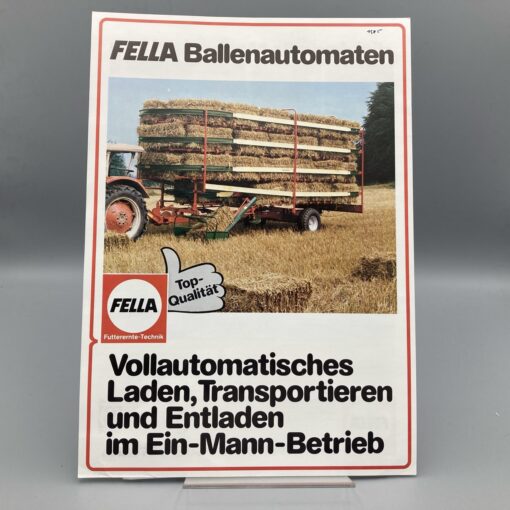 FELLA Ballenautomaten
Top-
Qualität
FELLA
Futterernte-Technik
Vollautomatisches
Laden, Transportieren
und Entladen
im Ein-Mann-Betrieb